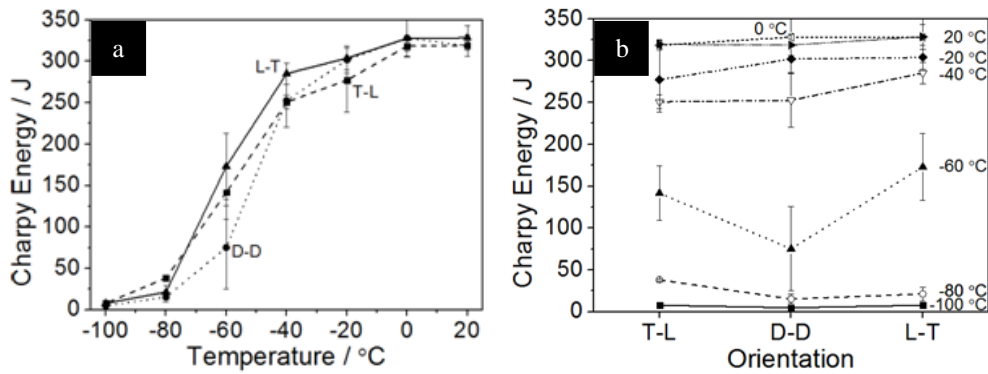 a
Charpy Energy / J
350
300
250
200
150
100
50
0
L-T
T-L
D-D
-100 -80 -60 -40 -20 0 20
Temperature / °C
b
Charpy Energy / J
350
300
250
200
150
100
50
0
0 °C
20 °C
-20 °C
-40 °C
-60 °C
-80 °C
-100 °C
T-L D-D L-T
Orientation